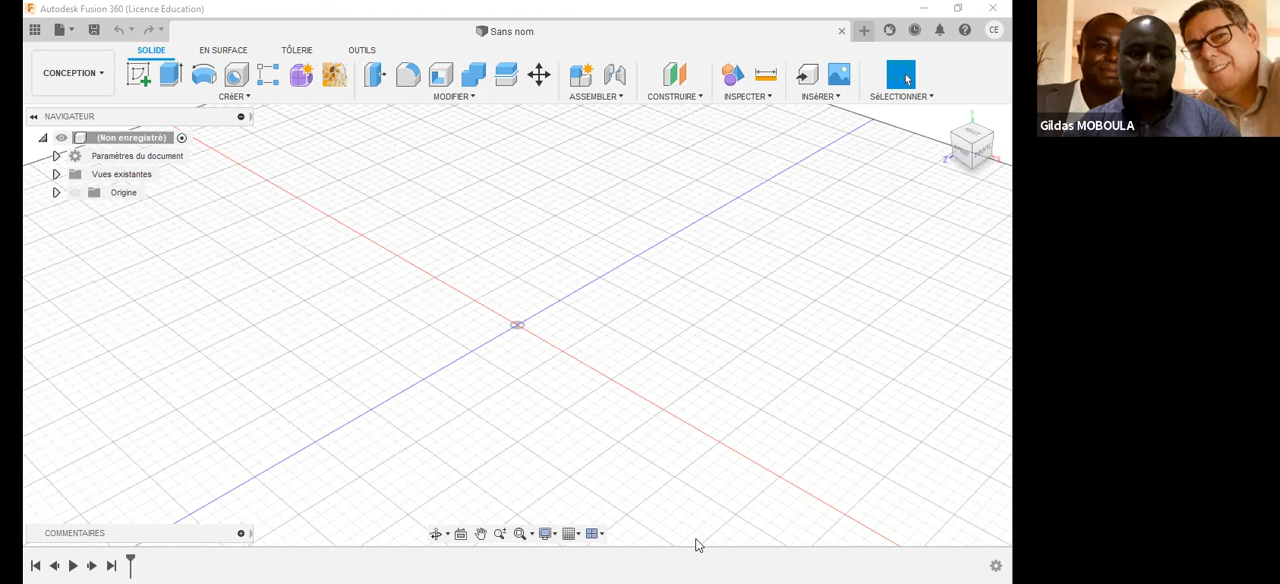 Autodesk Fusion 360 (Licence Education)
Sans nom
CE
CONCEPTION
SOLIDE
EN SURFACE
TÔLERIE
OUTILS
CRÉER
MODIFIER
ASSEMBLER
CONSTRUIRE
INSPECTER
INSÉRER
SÉLECTIONNER
NAVIGATEUR
(Non enregistré)
Paramètres du document
Vues existantes
Origine
Z
COMMENTAIRES
Gildas MOBOULA